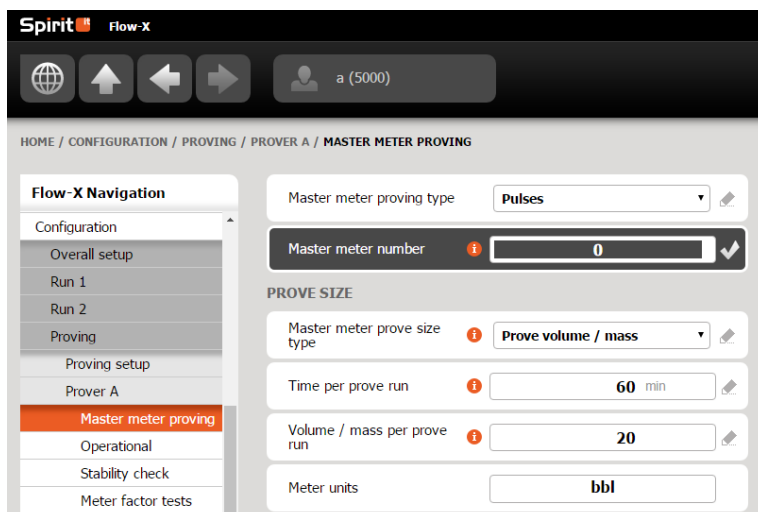 Spirit it Flow-X
a (5000)
HOME / CONFIGURATION / PROVING / PROVER A / MASTER METER PROVING
Flow-X Navigation
Configuration
Overall setup
Run 1
Run 2
Proving
Proving setup
Prover A
Master meter proving
Operational
Stability check
Meter factor tests
Master meter proving type Pulses
Master meter number i 0
PROVE SIZE
Master meter prove size
type i Prove volume / mass
Time per prove run i 60 min
Volume / mass per prove
run i 20
Meter units bbl